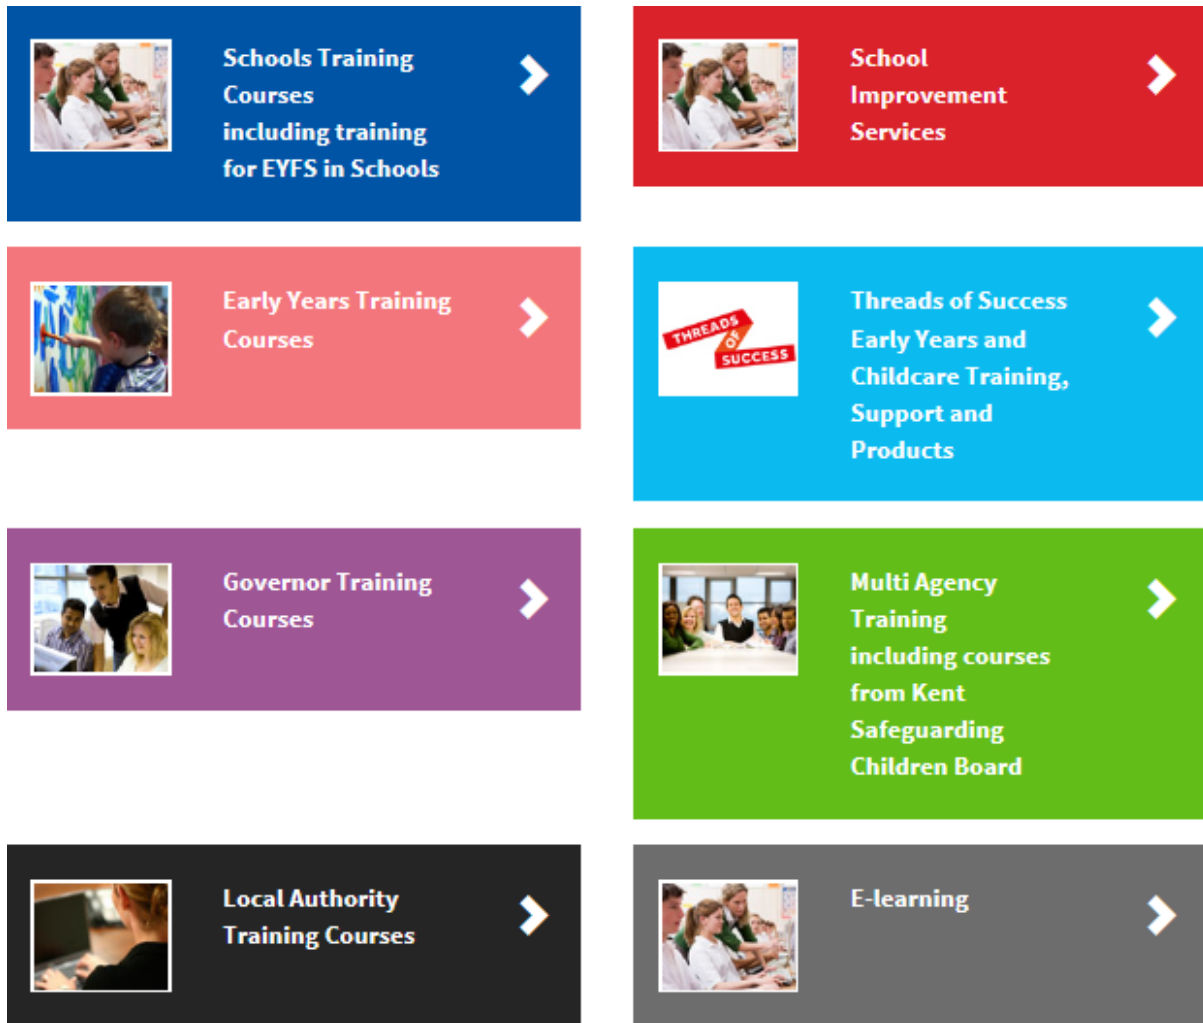 Schools Training
Courses
including training
for EYFS in Schools
School
Improvement
Services
Early Years Training
Courses
THREADS
OF
SUCCESS
Threads of Success
Early Years and
Childcare Training,
Support and
Products
Governor Training
Courses
Multi Agency
Training
including courses
from Kent
Safeguarding
Children Board
Local Authority
Training Courses
E-learning